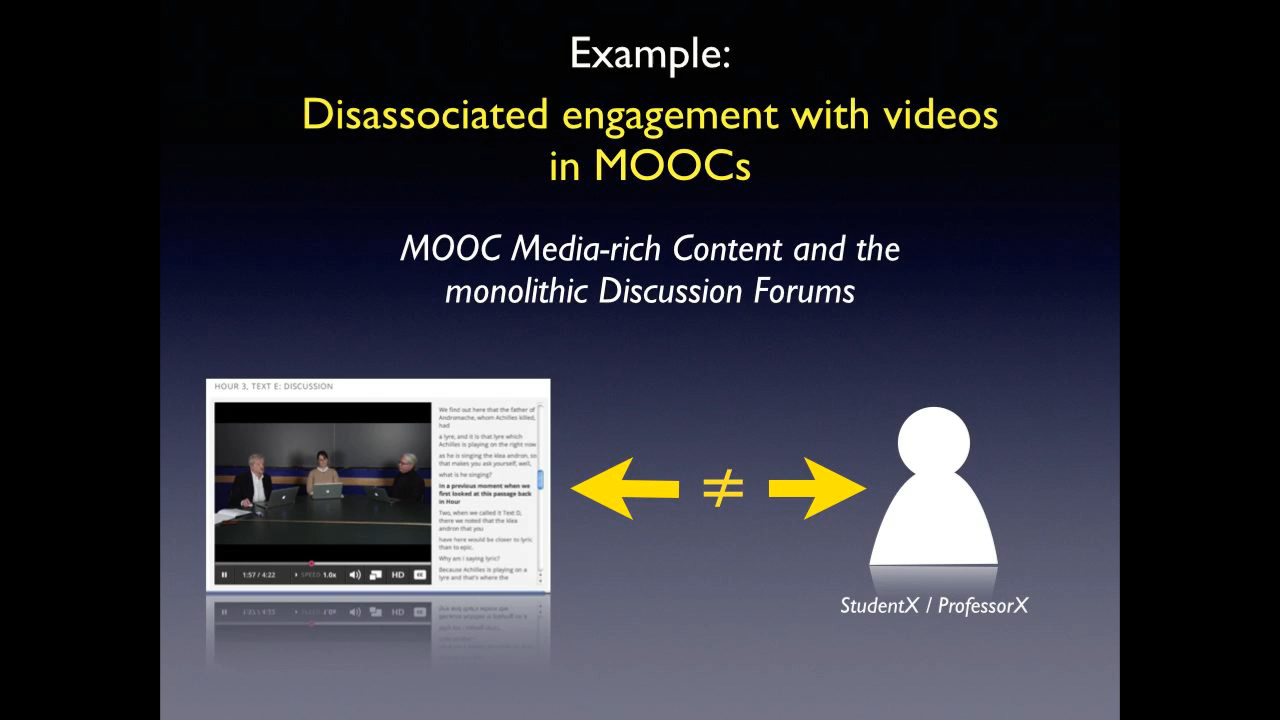 Example:
Disassociated engagement with videos
in MOOCs
MOOC Media-rich Content and the
monolithic Discussion Forums
HOUR 3, TEXT E: DISCUSSION
We find out here that the father of
Andromache, whom Achilles killed,
had
a lyre, and it is that lyre which
Achilles is playing on the right now
as he is singing the klea andron, so
that makes you ask yourself, well,
what is he singing?
In a previous moment when we
first looked at this passage back
in Hour
Two, when we called it Text D,
there we noted that the klea
andron that you
have here would be closer to lyric
than to epic.
Why am I saying lyric?
Because Achilles is playing on a
lyre and that's where the
1:57 / 4:22
SPEED 1.0x
HD
CC
≠
StudentX / ProfessorX